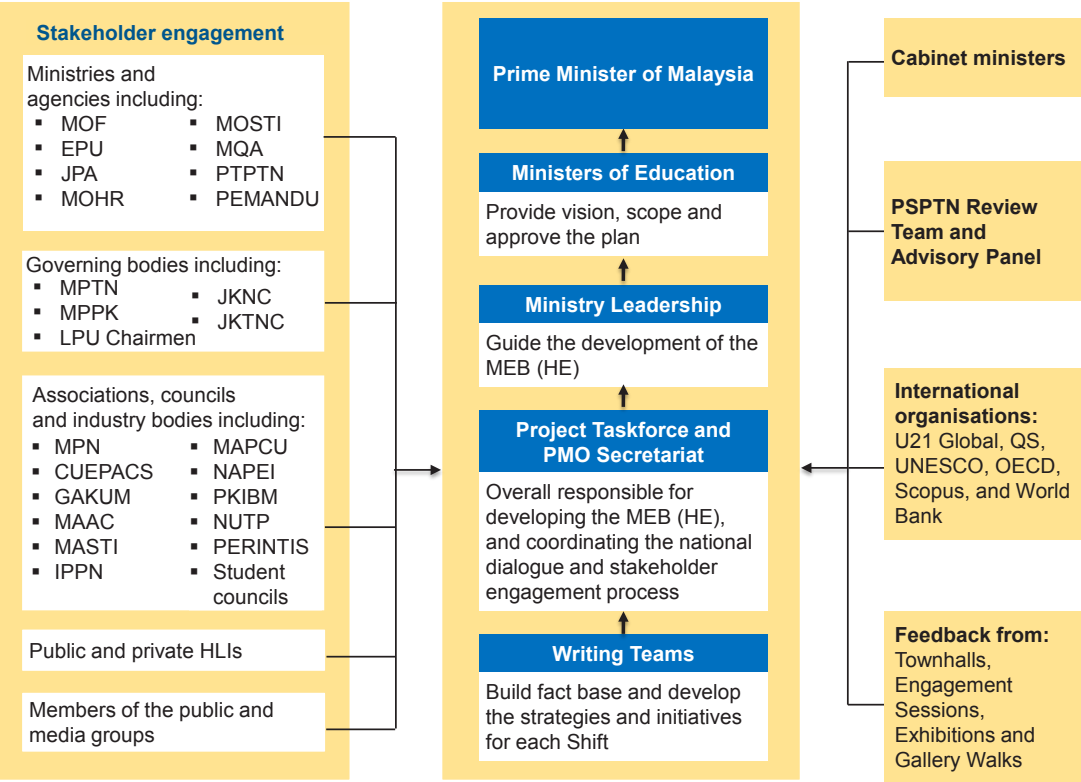 Stakeholder engagement
Ministries and
agencies including:
▪ MOF
▪ EPU
▪ JPA
▪ MOHR
▪ MOSTI
▪ MQA
▪ PTPTN
▪ PEMANDU
Governing bodies including:
▪ MPTN
▪ MPPK
▪ LPU Chairmen
▪ JKNC
▪ JKTNC
Associations, councils
and industry bodies including:
▪ MPN
▪ CUEPACS
▪ GAKUM
▪ MAAC
▪ MASTI
▪ IPPN
▪ MAPCU
▪ NAPEI
▪ PKIBM
▪ NUTP
▪ PERINTIS
▪ Student
councils
Public and private HLIs
Members of the public and
media groups
Prime Minister of Malaysia
Ministers of Education
Provide vision, scope and
approve the plan
Ministry Leadership
Guide the development of the
MEB (HE)
Project Taskforce and
PMO Secretariat
Overall responsible for
developing the MEB (HE),
and coordinating the national
dialogue and stakeholder
engagement process
Writing Teams
Build fact base and develop
the strategies and initiatives
for each Shift
Cabinet ministers
PSPTN Review
Team and
Advisory Panel
International
organisations:
U21 Global, QS,
UNESCO, OECD,
Scopus, and World
Bank
Feedback from:
Townhalls,
Engagement
Sessions,
Exhibitions and
Gallery Walks